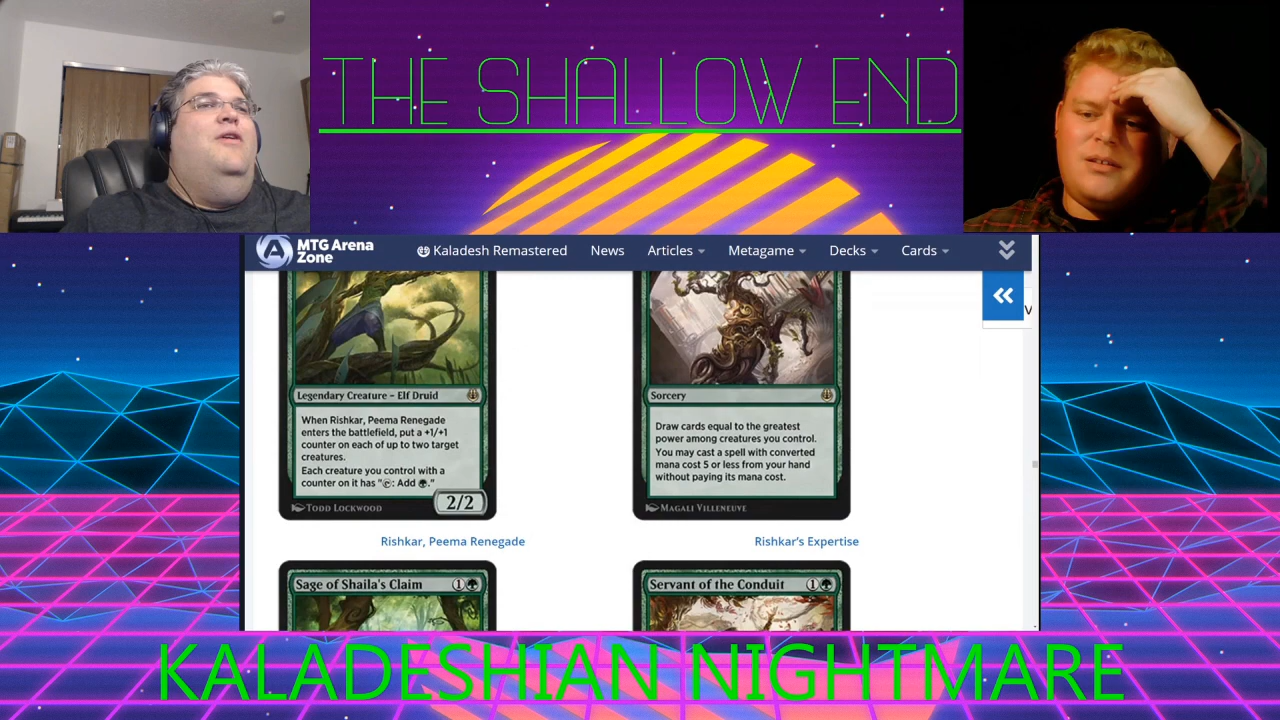 THE SHALLOW END
MTG Arena
Zone
Kaladesh Remastered
News
Articles
Metagame
Decks
Cards
Legendary Creature – Elf Druid
When Rishkar, Peema Renegade
enters the battlefield, put a +1/+1
counter on each of up to two target
creatures.
Each creature you control with a
counter on it has ": Add ."
2/2
TODD LOCKWOOD
Rishkar, Peema Renegade
Sorcery
Draw cards equal to the greatest
power among creatures you control.
You may cast a spell with converted
mana cost 5 or less from your hand
without paying its mana cost.
MAGALI VILLENEUVE
Rishkar's Expertise
Sage of Shaila's Claim 1
Servant of the Conduit 1
KALADESHIAN NIGHTMARE